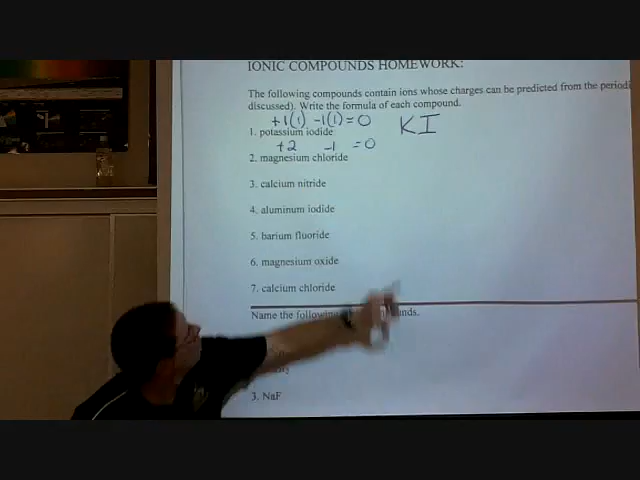 IONIC COMPOUNDS HOMEWORK:
The following compounds contain ions whose charges can be predicted from the
discussed). Write the formula of each compound.
+1(1) -1(1) = 0 KI
1. potassium iodide
+2 -1 = 0
2. magnesium chloride
3. calcium nitride
4. aluminum iodide
5. barium fluoride
6. magnesium oxide
7. calcium chloride
Name the following
3. NaF